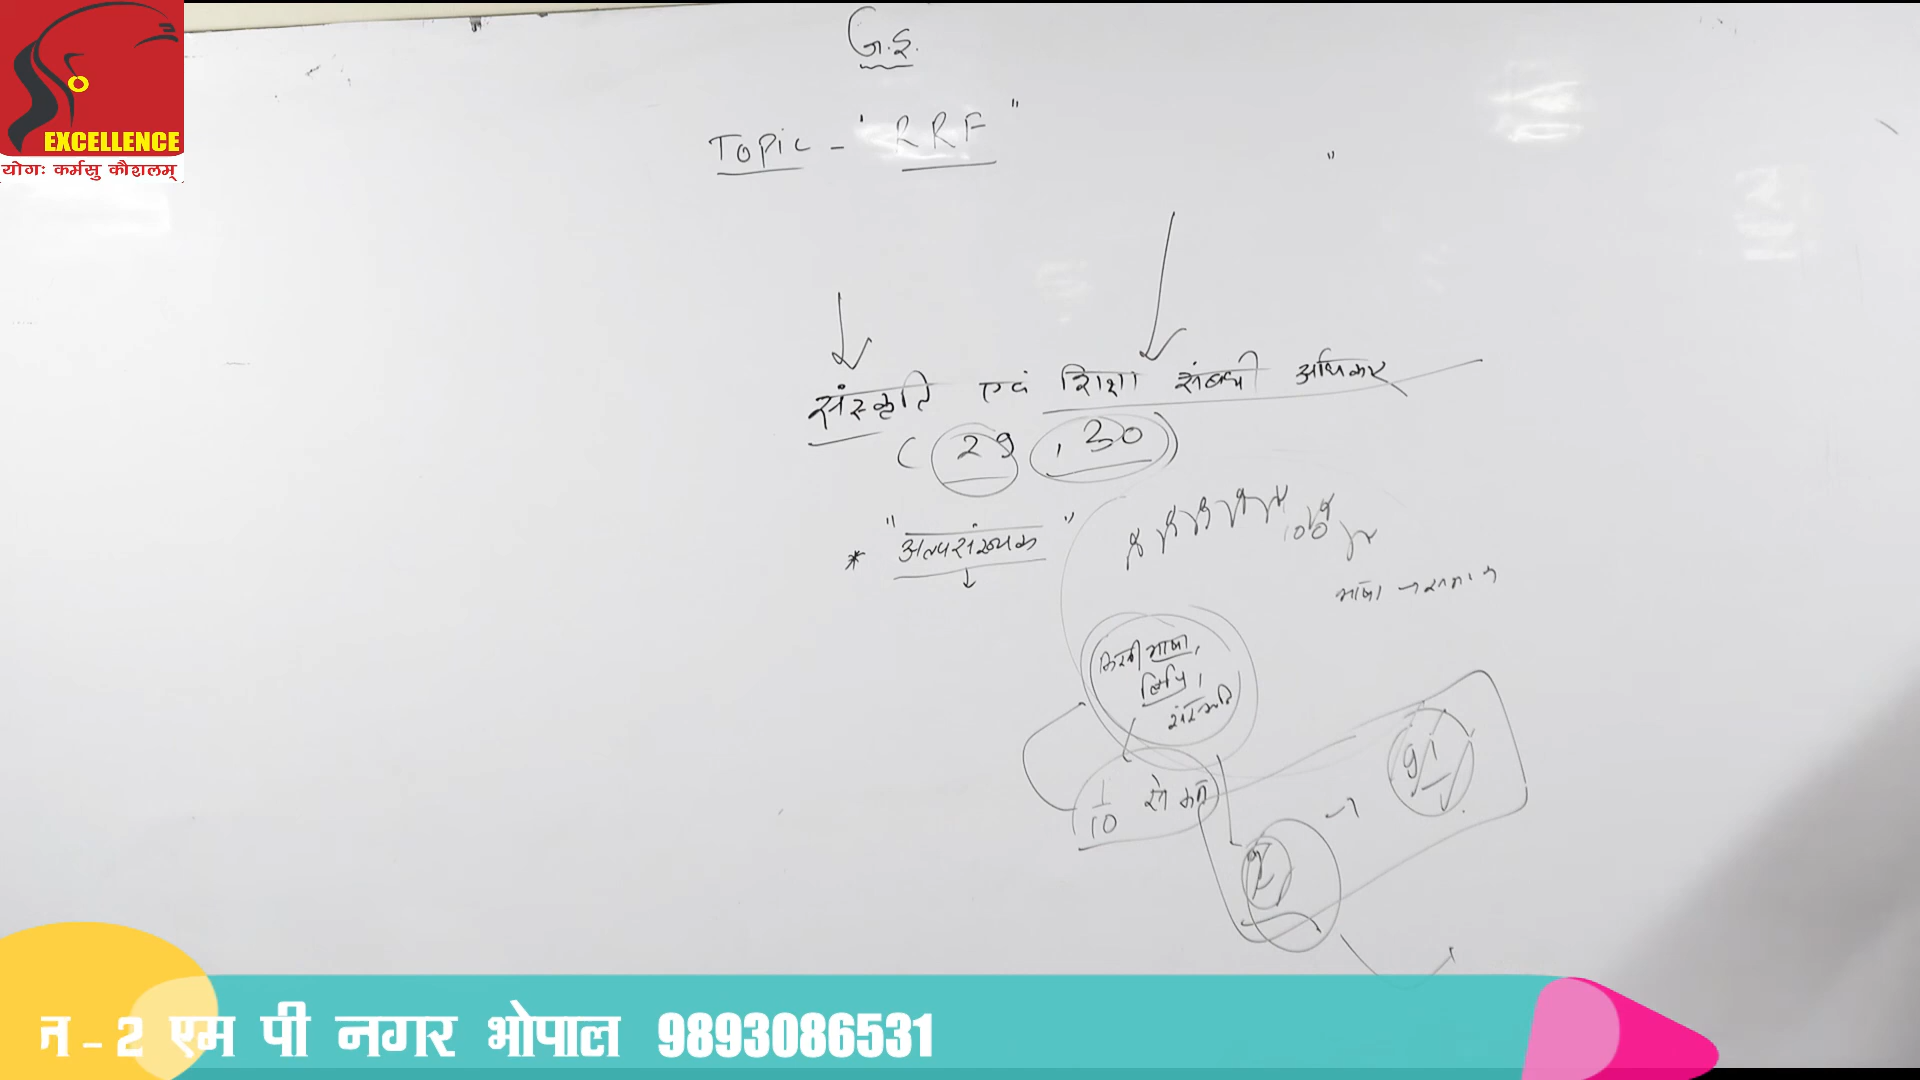 EXCELLENCE
योगः कर्मसु कौशलम्
Topic - "RRF"
संस्कृति एवं शिक्षा संबंधी अधिकार
(29, 30)
* "अल्पसंख्यक"
100
भाषा →
किसी भाषा,
लिपि,
संस्कृति
1/10 से कम
न - 2 एम पी नगर भोपाल 9893086531